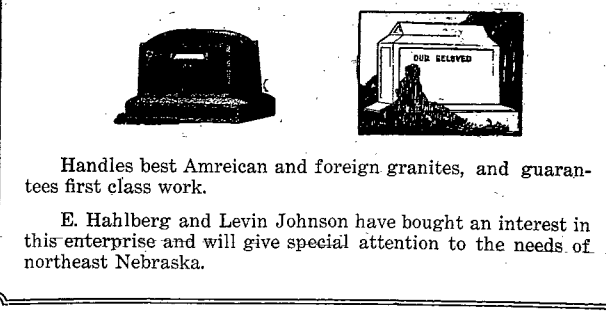 OUR BELOVED
Handles best Amreican and foreign granites, and guaran-
tees first class work.
E. Hahlberg and Levin Johnson have bought an interest in
this enterprise and will give special attention to the needs of
northeast Nebraska.